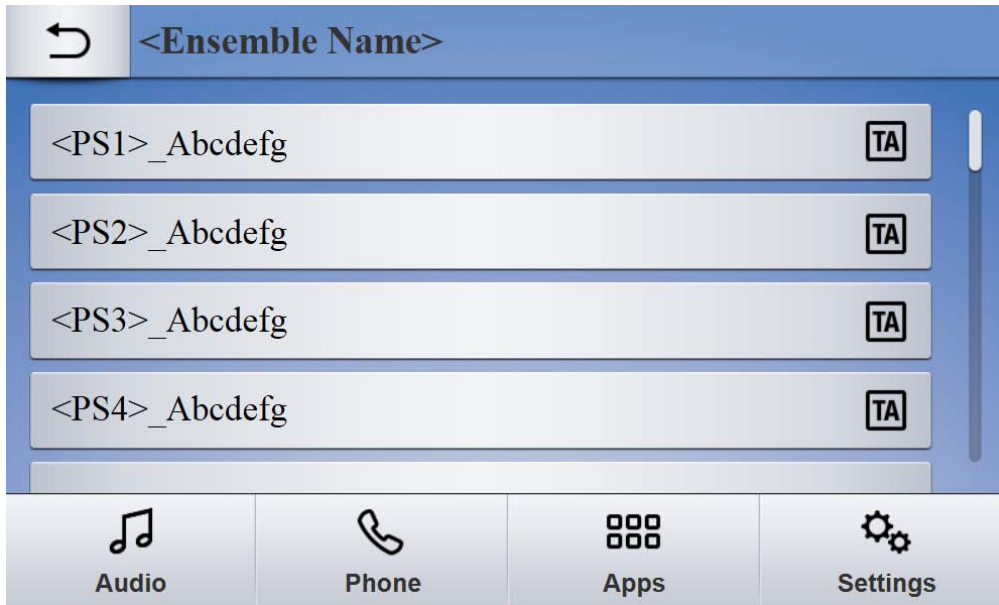 <Ensemble Name>
<PS1>_Abcdefg TA
<PS2>_Abcdefg TA
<PS3>_Abcdefg TA
<PS4>_Abcdefg TA
Audio Phone Apps Settings